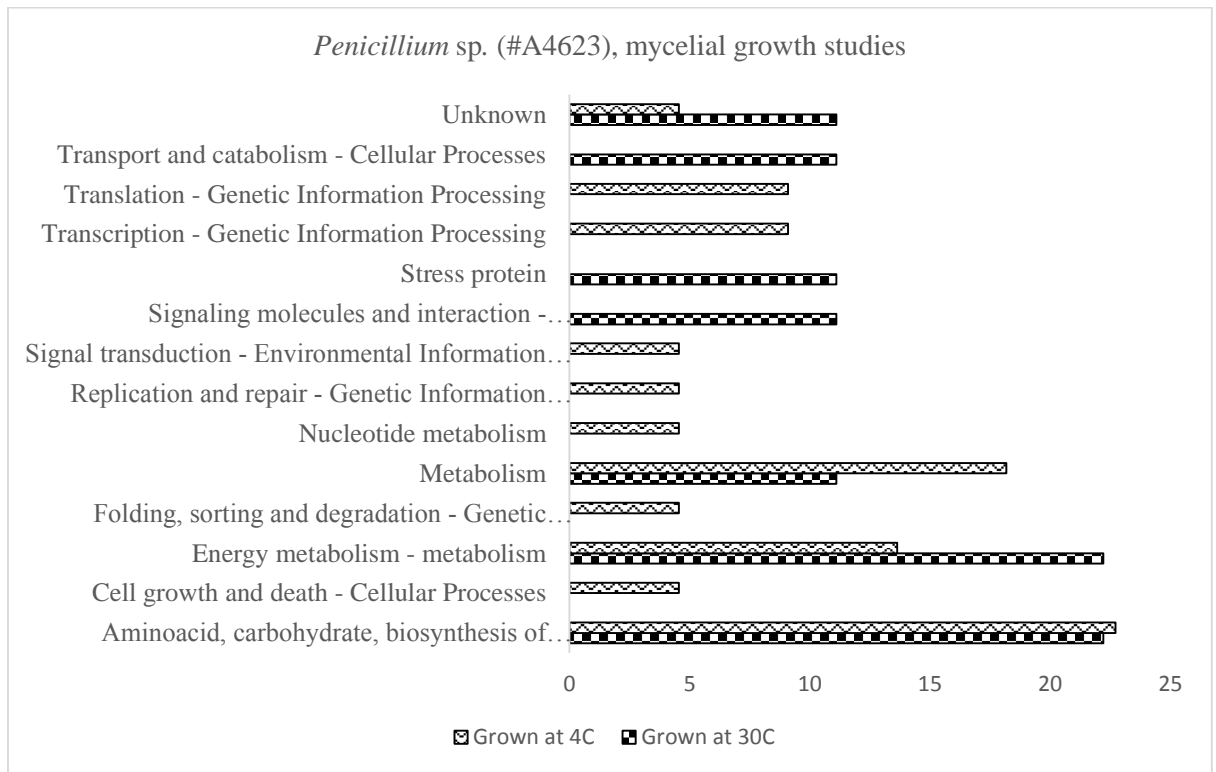 Penicillium sp. (#A4623), mycelial growth studies
Unknown
Transport and catabolism - Cellular Processes
Translation - Genetic Information Processing
Transcription - Genetic Information Processing
Stress protein
Signaling molecules and interaction -…
Signal transduction - Environmental Information…
Replication and repair - Genetic Information…
Nucleotide metabolism
Metabolism
Folding, sorting and degradation - Genetic…
Energy metabolism - metabolism
Cell growth and death - Cellular Processes
Aminoacid, carbohydrate, biosynthesis of…
0 5 10 15 20 25
Grown at 4C Grown at 30C